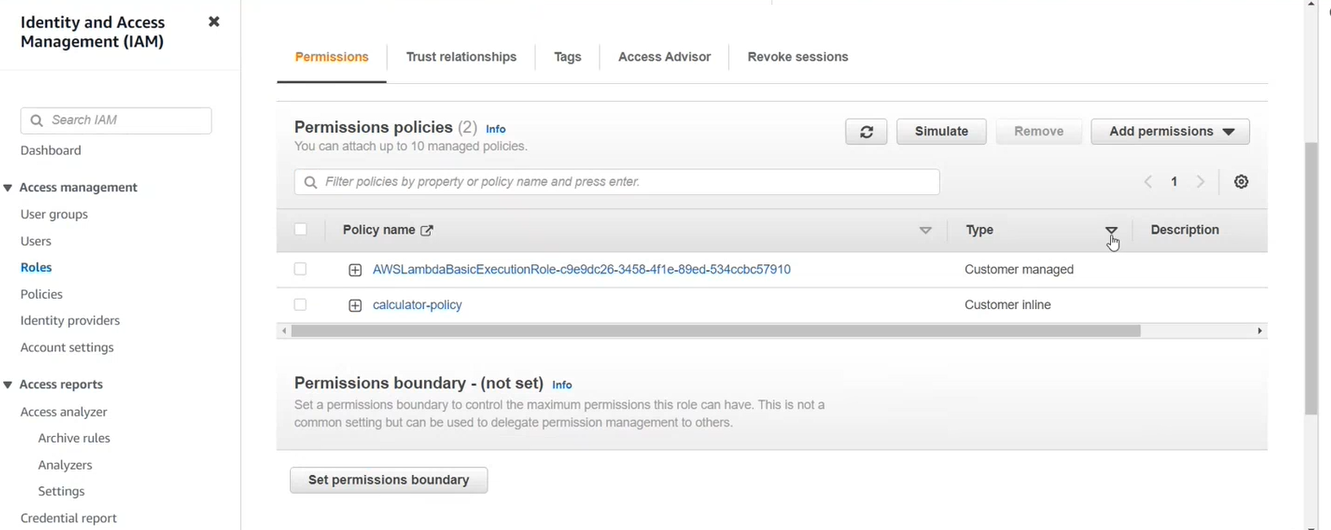 Identity and Access
Management (IAM)
Search IAM
Dashboard
Access management
User groups
Users
Roles
Policies
Identity providers
Account settings
Access reports
Access analyzer
Archive rules
Analyzers
Settings
Credential report
Permissions
Trust relationships
Tags
Access Advisor
Revoke sessions
Permissions policies (2) Info
You can attach up to 10 managed policies.
Simulate
Remove
Add permissions
Filter policies by property or policy name and press enter.
1
Policy name
Type
Description
AWSLambdaBasicExecutionRole-c9e9dc26-3458-4f1e-89ed-534ccbc57910
Customer managed
calculator-policy
Customer inline
Permissions boundary - (not set) Info
Set a permissions boundary to control the maximum permissions this role can have. This is not a
common setting but can be used to delegate permission management to others.
Set permissions boundary